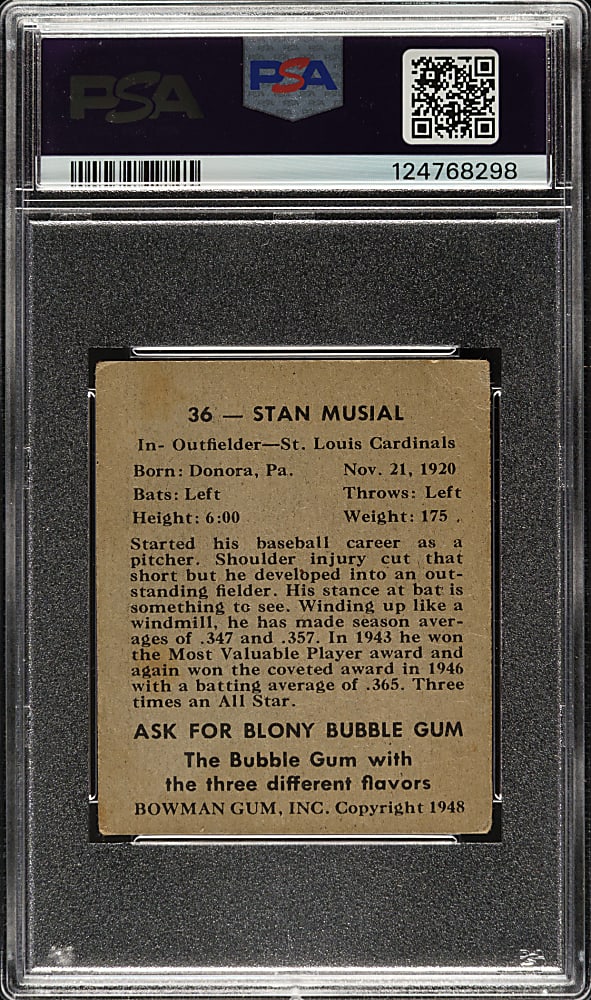 PSA
PSA
124768298
36 — STAN MUSIAL
In- Outfielder—St. Louis Cardinals
Born: Donora, Pa. Nov. 21, 1920
Bats: Left Throws: Left
Height: 6:00 Weight: 175 .
Started his baseball career as a
pitcher. Shoulder injury cut that
short but he developed into an out-
standing fielder. His stance at bat is
something to see. Winding up like a
windmill, he has made season aver-
ages of .347 and .357. In 1943 he won
the Most Valuable Player award and
again won the coveted award in 1946
with a batting average of .365. Three
times an All Star.
ASK FOR BLONY BUBBLE GUM
The Bubble Gum with
the three different flavors
BOWMAN GUM, INC. Copyright 1948